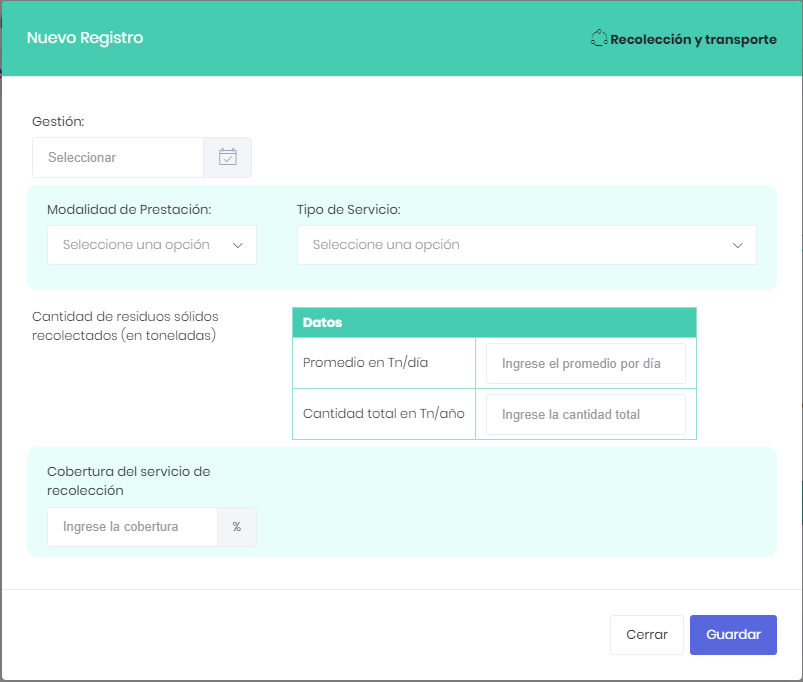 Nuevo Registro
Recolección y transporte
Gestión:
Seleccionar
Modalidad de Prestación:
Tipo de Servicio:
Seleccione una opción
Seleccione una opción
Cantidad de residuos sólidos
recolectados (en toneladas)
Datos
Promedio en Tn/día
Ingrese el promedio por día
Cantidad total en Tn/año
Ingrese la cantidad total
Cobertura del servicio de
recolección
Ingrese la cobertura
%
Cerrar
Guardar